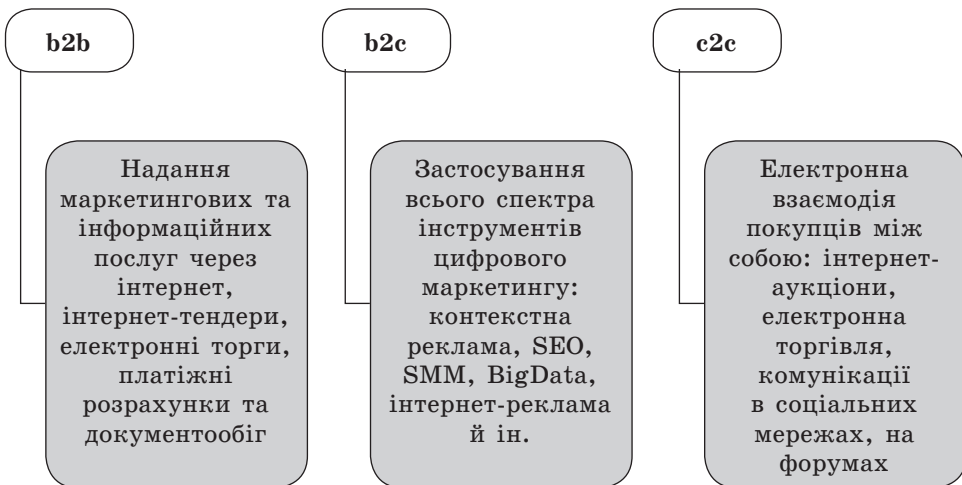 b2b
Надання
маркетингових та
інформаційних
послуг через
інтернет,
інтернет-тендери,
електронні торги,
платіжні
розрахунки та
документообіг
b2c
Застосування
всього спектра
інструментів
цифрового
маркетингу:
контекстна
реклама, SEO,
SMM, BigData,
інтернет-реклама
й ін.
c2c
Електронна
взаємодія
покупців між
собою: інтернет-
аукціони,
електронна
торгівля,
комунікації
в соціальних
мережах, на
форумах